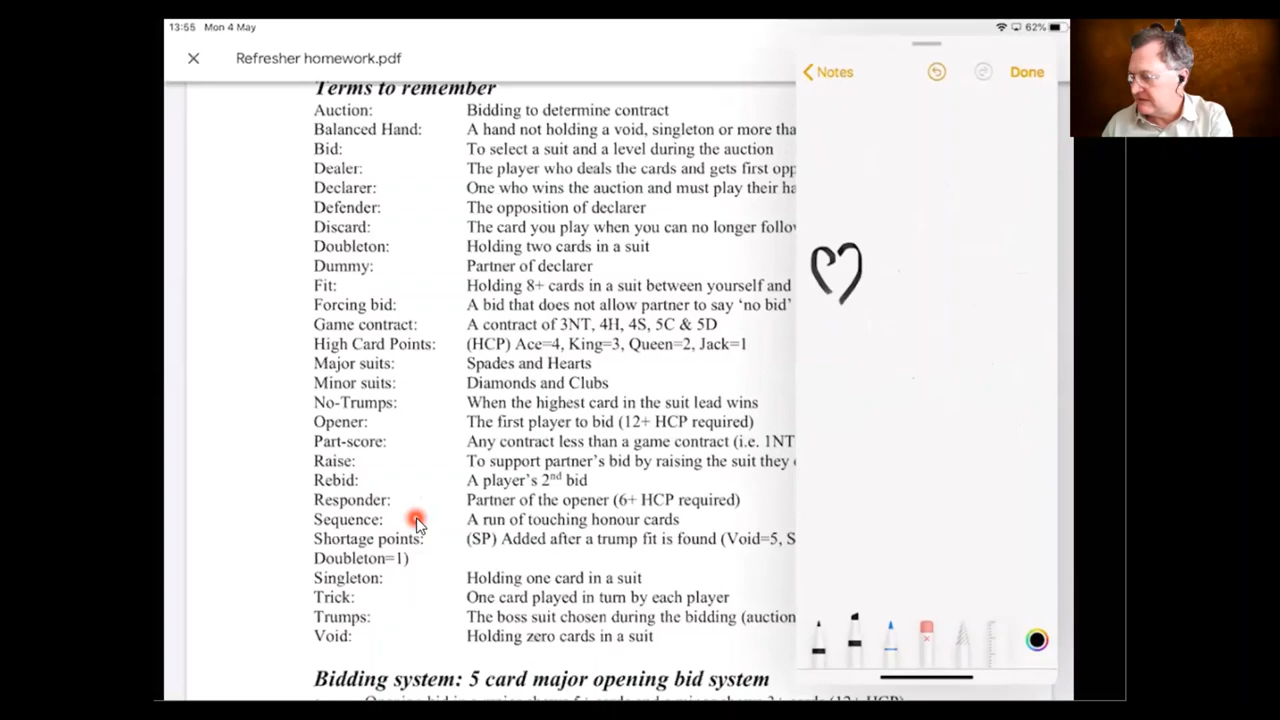 13:55 Mon 4 May
62%
Refresher homework.pdf
Notes
Done
Terms to remember
Auction: Bidding to determine contract
Balanced Hand: A hand not holding a void, singleton or more tha
Bid: To select a suit and a level during the auction
Dealer: The player who deals the cards and gets first opp
Declarer: One who wins the auction and must play their ha
Defender: The opposition of declarer
Discard: The card you play when you can no longer follo
Doubleton: Holding two cards in a suit
Dummy: Partner of declarer
Fit: Holding 8+ cards in a suit between yourself and
Forcing bid: A bid that does not allow partner to say ‘no bid’
Game contract: A contract of 3NT, 4H, 4S, 5C & 5D
High Card Points: (HCP) Ace=4, King=3, Queen=2, Jack=1
Major suits: Spades and Hearts
Minor suits: Diamonds and Clubs
No-Trumps: When the highest card in the suit lead wins
Opener: The first player to bid (12+ HCP required)
Part-score: Any contract less than a game contract (i.e. 1NT
Raise: To support partner’s bid by raising the suit they
Rebid: A player’s 2nd bid
Responder: Partner of the opener (6+ HCP required)
Sequence: A run of touching honour cards
Shortage points: (SP) Added after a trump fit is found (Void=5, S
Doubleton=1)
Singleton: Holding one card in a suit
Trick: One card played in turn by each player
Trumps: The boss suit chosen during the bidding (auction
Void: Holding zero cards in a suit
Bidding system: 5 card major opening bid system